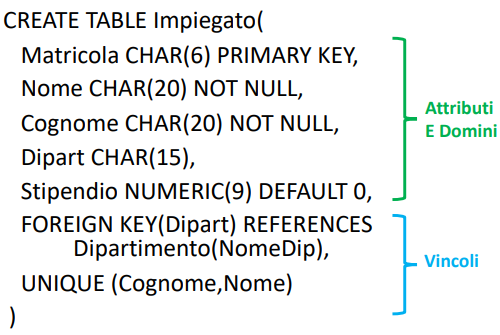 CREATE TABLE Impiegato(
Matricola CHAR(6) PRIMARY KEY,
Nome CHAR(20) NOT NULL,
Cognome CHAR(20) NOT NULL,
Dipart CHAR(15),
Stipendio NUMERIC(9) DEFAULT 0,
FOREIGN KEY(Dipart) REFERENCES
Dipartimento(NomeDip),
UNIQUE (Cognome,Nome)
)
Attributi
E Domini
Vincoli